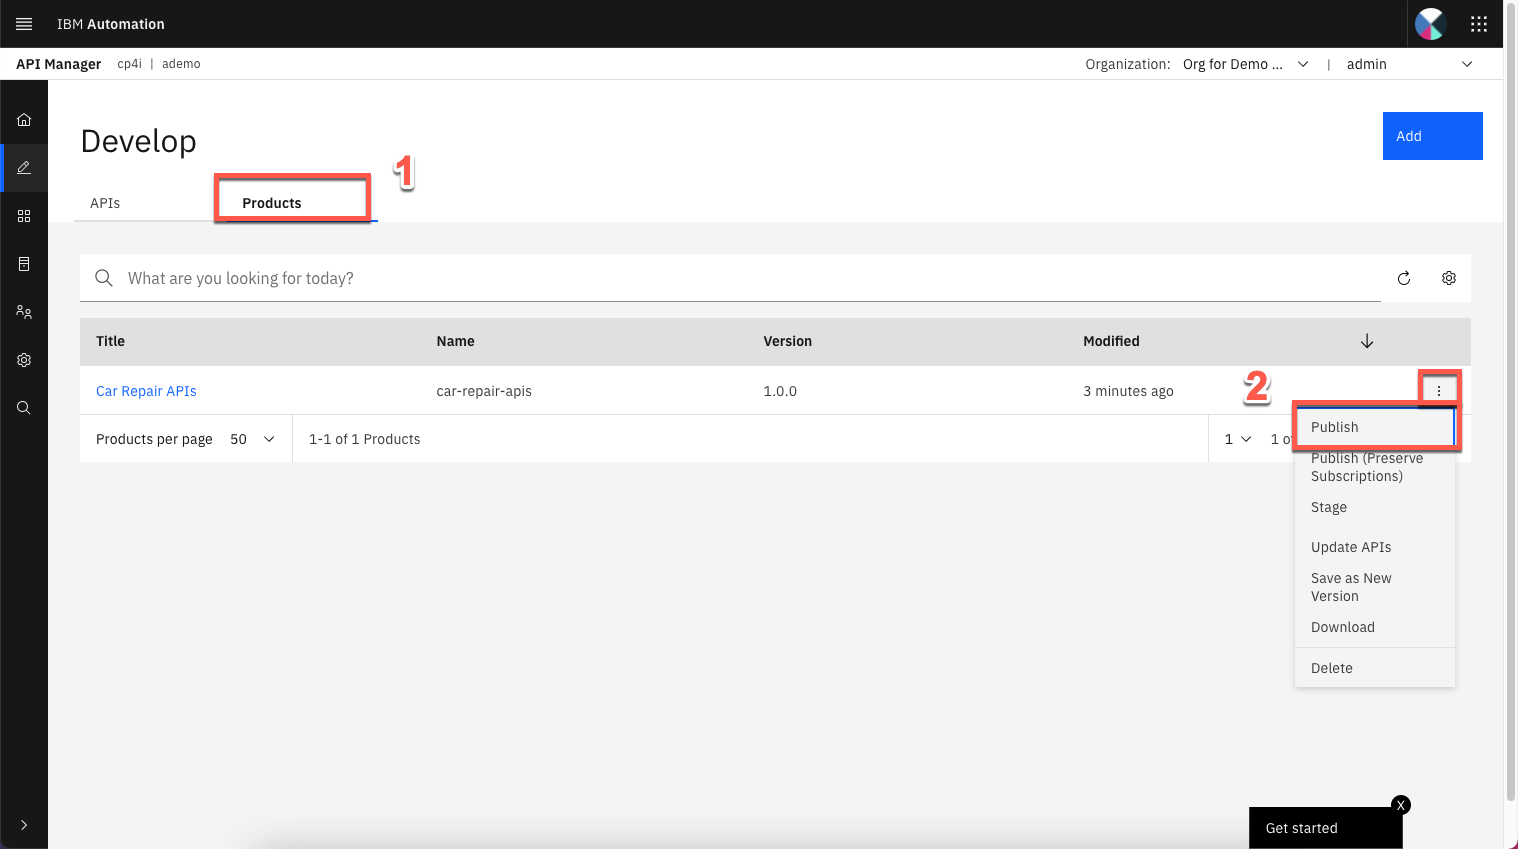 IBM Automation
API Manager cp4i | ademo Organization: Org for Demo ... | admin
Develop
Add
1
APIs Products
What are you looking for today?
Title Name Version Modified
Car Repair APIs car-repair-apis 1.0.0 3 minutes ago
2
Products per page 50 1-1 of 1 Products 1 1 of
Publish
Publish (Preserve
Subscriptions)
Stage
Update APIs
Save as New
Version
Download
Delete
X
Get started